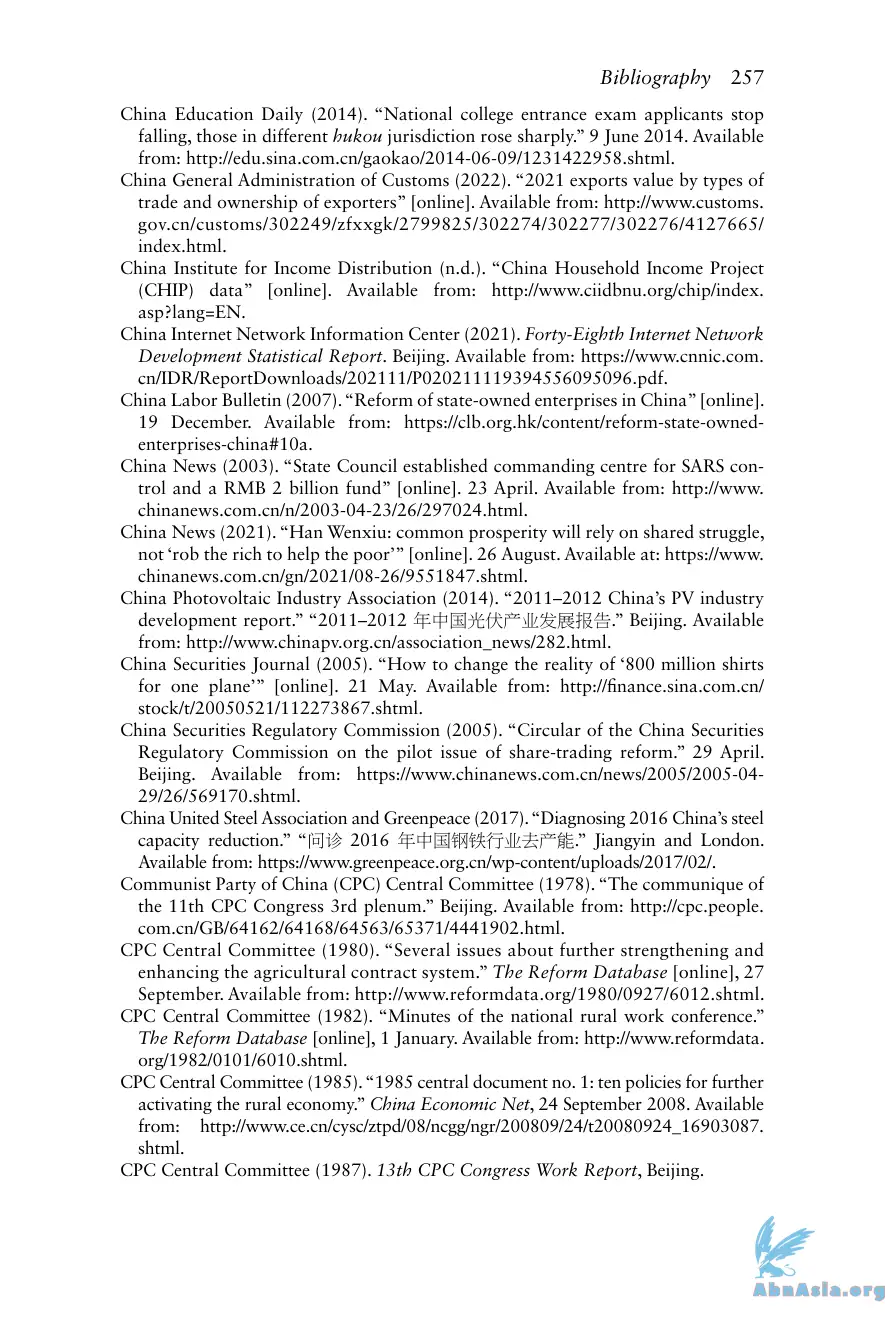 Bibliography 257
China Education Daily (2014). “National college entrance exam applicants stop
falling, those in different hukou jurisdiction rose sharply.” 9 June 2014. Available
from: http://edu.sina.com.cn/gaokao/2014-06-09/1231422958.shtml.
China General Administration of Customs (2022). “2021 exports value by types of
trade and ownership of exporters” [online]. Available from: http://www.customs.
gov.cn/customs/302249/zfxxgk/2799825/302274/302277/302276/4127665/
index.html.
China Institute for Income Distribution (n.d.). “China Household Income Project
(CHIP) data” [online]. Available from: http://www.ciidbnu.org/chip/index.
asp?lang=EN.
China Internet Network Information Center (2021). Forty-Eighth Internet Network
Development Statistical Report. Beijing. Available from: https://www.cnnic.com.
cn/IDR/ReportDownloads/202111/P020211119394556095096.pdf.
China Labor Bulletin (2007). “Reform of state-owned enterprises in China” [online].
19 December. Available from: https://clb.org.hk/content/reform-state-owned-
enterprises-china#10a.
China News (2003). “State Council established commanding centre for SARS con-
trol and a RMB 2 billion fund” [online]. 23 April. Available from: http://www.
chinanews.com.cn/n/2003-04-23/26/297024.html.
China News (2021). “Han Wenxiu: common prosperity will rely on shared struggle,
not ‘rob the rich to help the poor’” [online]. 26 August. Available at: https://www.
chinanews.com.cn/gn/2021/08-26/9551847.shtml.
China Photovoltaic Industry Association (2014). “2011–2012 China’s PV industry
development report.” “2011–2012 年中国光伏产业发展报告.” Beijing. Available
from: http://www.chinapv.org.cn/association_news/282.html.
China Securities Journal (2005). “How to change the reality of ‘800 million shirts
for one plane’” [online]. 21 May. Available from: http://finance.sina.com.cn/
stock/t/20050521/112273867.shtml.
China Securities Regulatory Commission (2005). “Circular of the China Securities
Regulatory Commission on the pilot issue of share-trading reform.” 29 April.
Beijing. Available from: https://www.chinanews.com.cn/news/2005/2005-04-
29/26/569170.shtml.
China United Steel Association and Greenpeace (2017). “Diagnosing 2016 China’s steel
capacity reduction.” “问诊 2016 年中国钢铁行业去产能.” Jiangyin and London.
Available from: https://www.greenpeace.org.cn/wp-content/uploads/2017/02/.
Communist Party of China (CPC) Central Committee (1978). “The communique of
the 11th CPC Congress 3rd plenum.” Beijing. Available from: http://cpc.people.
com.cn/GB/64162/64168/64563/65371/4441902.html.
CPC Central Committee (1980). “Several issues about further strengthening and
enhancing the agricultural contract system.” The Reform Database [online], 27
September. Available from: http://www.reformdata.org/1980/0927/6012.shtml.
CPC Central Committee (1982). “Minutes of the national rural work conference.”
The Reform Database [online], 1 January. Available from: http://www.reformdata.
org/1982/0101/6010.shtml.
CPC Central Committee (1985). “1985 central document no. 1: ten policies for further
activating the rural economy.” China Economic Net, 24 September 2008. Available
from: http://www.ce.cn/cysc/ztpd/08/ncgg/ngr/200809/24/t20080924_16903087.
shtml.
CPC Central Committee (1987). 13th CPC Congress Work Report, Beijing.
AbnAsia.org